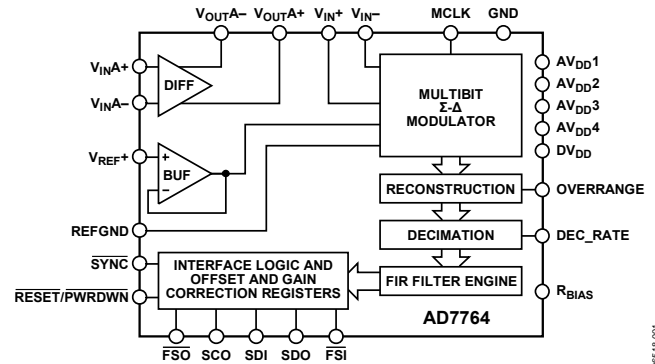 VOUTA– VOUTA+ VIN+ VIN– MCLK GND
VINA+
DIFF
VINA–
AVDD1
AVDD2
AVDD3
AVDD4
DVDD
MULTIBIT
Σ-Δ
MODULATOR
VREF+
+
BUF
–
RECONSTRUCTION
OVERRANGE
REFGND
DECIMATION
DEC_RATE
SYNC
INTERFACE LOGIC AND
OFFSET AND GAIN
CORRECTION REGISTERS
FIR FILTER ENGINE
RBIAS
RESET/PWRDWN
AD7764
FSO SCO SDI SDO FSI